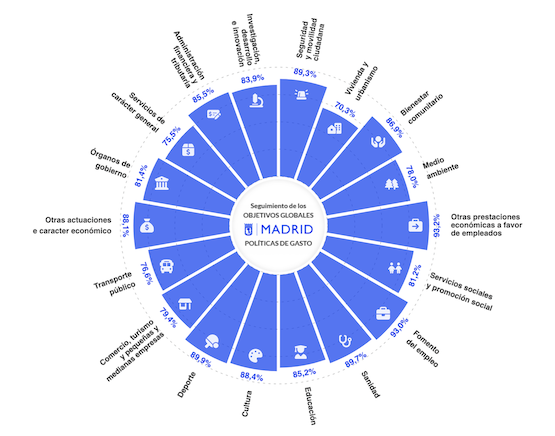 Seguimiento de los
OBJETIVOS GLOBALES
MADRID
POLÍTICAS DE GASTO
Seguridad
y movilidad
ciudadana
89,3%
Vivienda y
urbanismo
70,3%
Bienestar
comunitario
86,9%
Medio
ambiente
78,0%
Otras prestaciones
económicas a favor
de empleados
93,2%
Servicios sociales
y promoción social
81,2%
Fomento
del empleo
93,0%
Sanidad
89,7%
Educación
85,2%
Cultura
88,4%
Deporte
89,9%
Comercio, turismo
y pequeñas y
medianas empresas
79,4%
Transporte
público
76,6%
Otras actuaciones
e caracter económico
88,1%
Órganos de
gobierno
81,4%
Servicios de
carácter general
75,5%
Administración
financiera y
tributaria
85,5%
Investigación,
desarrollo
e innovación
83,9%